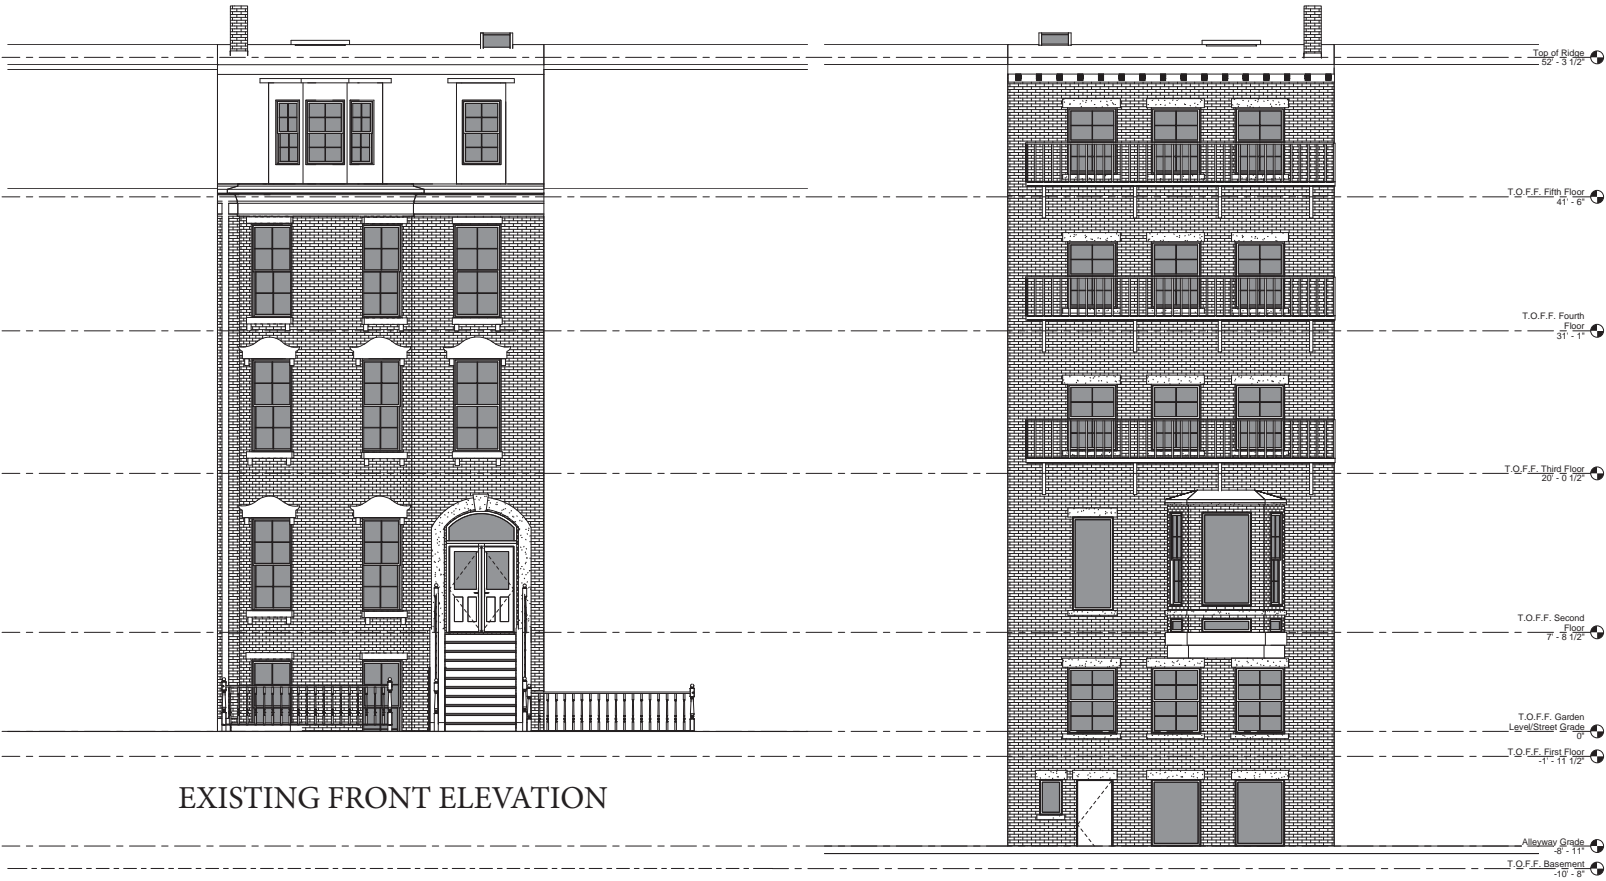 Top of Ridge
52' - 3 1/2"
T.O.F.F. Fifth Floor
41' - 6"
T.O.F.F. Fourth
Floor
31' - 1"
T.O.F.F. Third Floor
20' - 0 1/2"
T.O.F.F. Second
Floor
7' - 8 1/2"
T.O.F.F. Garden
Level/Street Grade
0"
T.O.F.F. First Floor
-1' - 11 1/2"
EXISTING FRONT ELEVATION
Alleyway Grade
-8' - 11"
T.O.F.F. Basement
-10' - 8"